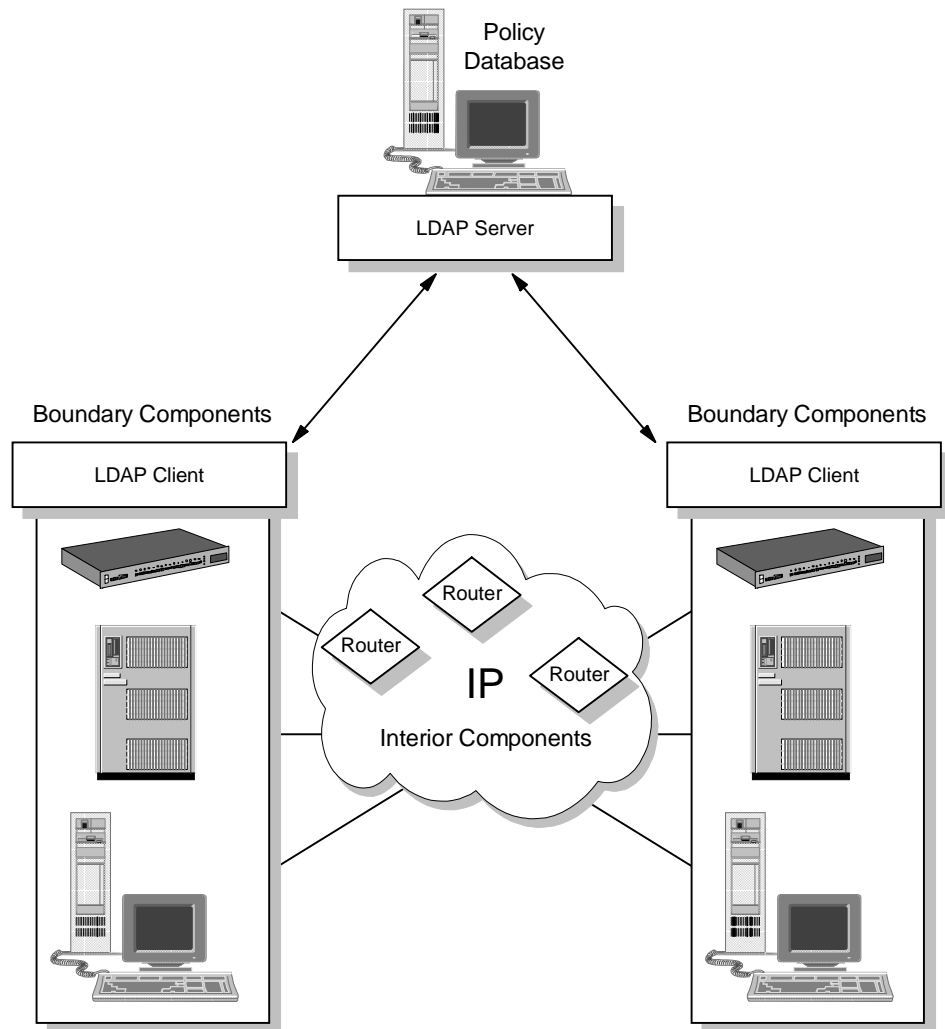 Policy
Database
LDAP Server
Boundary Components
Boundary Components
LDAP Client
LDAP Client
Router
Router
Router
IP
Interior Components